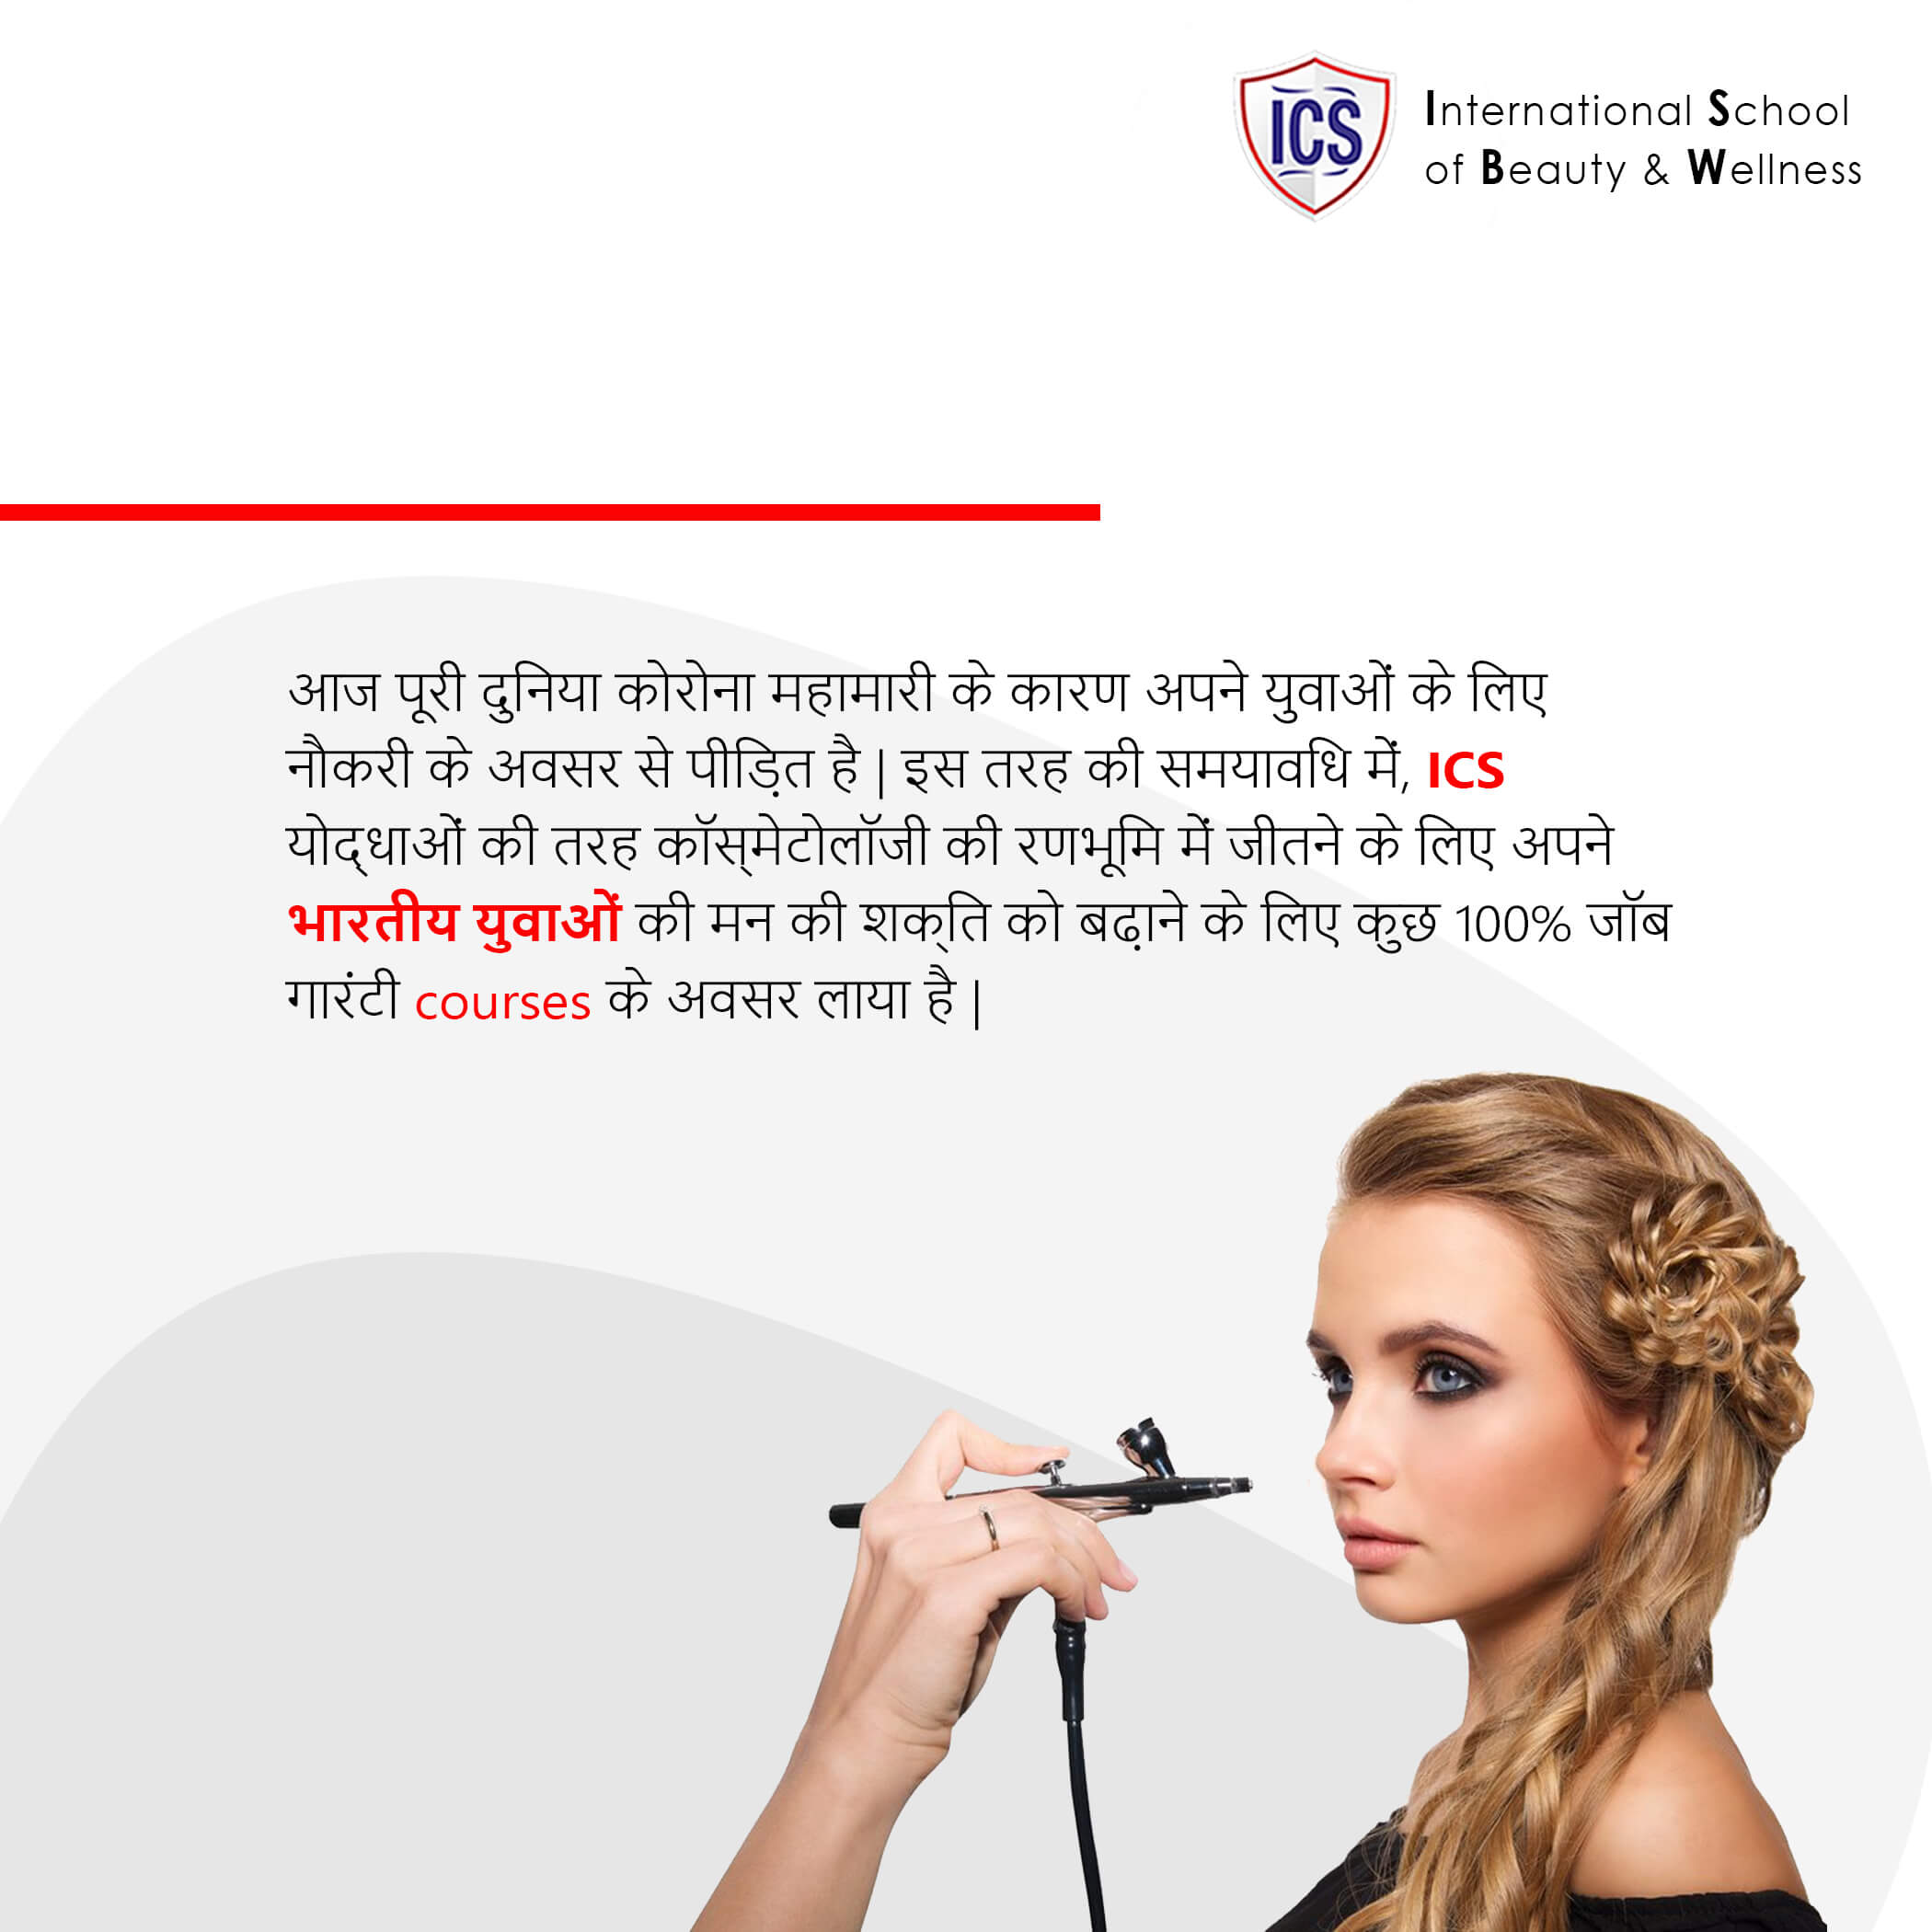 ICS
International School
of Beauty & Wellness
आज पूरी दुनिया कोरोना महामारी के कारण अपने युवाओं के लिए
नौकरी के अवसर से पीड़ित है | इस तरह की समयावधि में, ICS
योद्धाओं की तरह कॉस्मेटोलॉजी की रणभूमि में जीतने के लिए अपने
भारतीय युवाओं की मन की शक्ति को बढ़ाने के लिए कुछ 100% जॉब
गारंटी courses के अवसर लाया है |